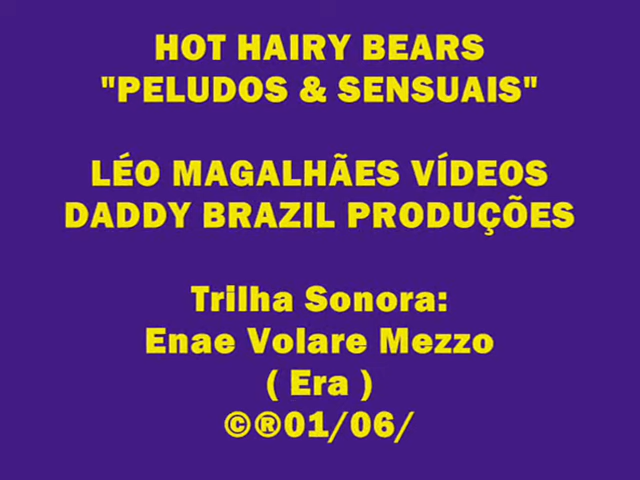 HOT HAIRY BEARS
"PELUDOS & SENSUAIS"
LÉO MAGALHÃES VÍDEOS
DADDY BRAZIL PRODUÇÕES
Trilha Sonora:
Enae Volare Mezzo
( Era )
©®01/06/